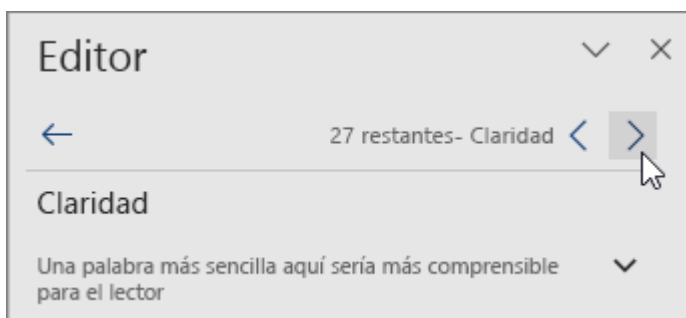 Editor
27 restantes- Claridad
Claridad
Una palabra más sencilla aquí sería más comprensible
para el lector